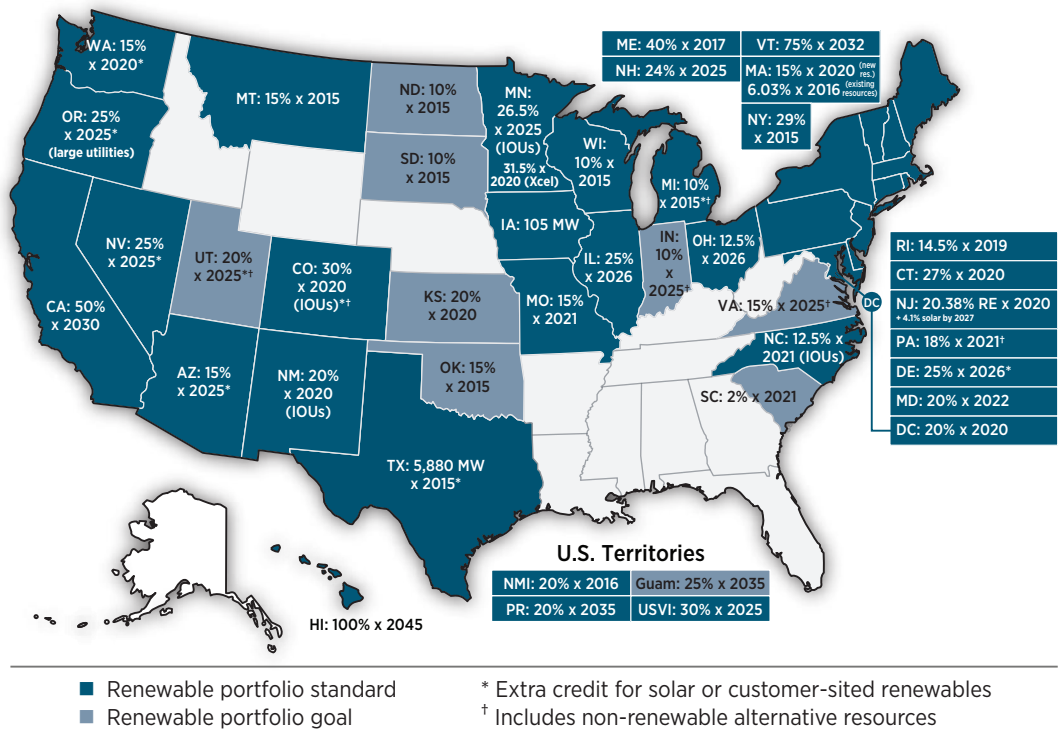 WA: 15%
x 2020*
OR: 25%
x 2025*
(large utilities)
MT: 15% x 2015
ND: 10%
x 2015
SD: 10%
x 2015
MN:
26.5%
x 2025
(IOUs)
31.5% x
2020 (Xcel)
WI:
10% x
2015
MI: 10%
x 2015*†
ME: 40% x 2017
VT: 75% x 2032
NH: 24% x 2025
MA: 15% x 2020 (new res.)
6.03% x 2016 (existing resources)
NY: 29%
x 2015
IA: 105 MW
NV: 25%
x 2025*
UT: 20%
x 2025*†
CO: 30%
x 2020
(IOUs)*†
KS: 20%
x 2020
MO: 15%
x 2021
IL: 25%
x 2026
IN:
10%
x
2025†
OH: 12.5%
x 2026
VA: 15% x 2025†
DC
CA: 50%
x 2030
AZ: 15%
x 2025*
NM: 20%
x 2020
(IOUs)
OK: 15%
x 2015
NC: 12.5% x
2021 (IOUs)
SC: 2% x 2021
TX: 5,880 MW
x 2015*
RI: 14.5% x 2019
CT: 27% x 2020
NJ: 20.38% RE x 2020
+ 4.1% solar by 2027
PA: 18% x 2021†
DE: 25% x 2026*
MD: 20% x 2022
DC: 20% x 2020
HI: 100% x 2045
U.S. Territories
NMI: 20% x 2016
Guam: 25% x 2035
PR: 20% x 2035
USVI: 30% x 2025
Renewable portfolio standard
Renewable portfolio goal
* Extra credit for solar or customer-sited renewables
† Includes non-renewable alternative resources